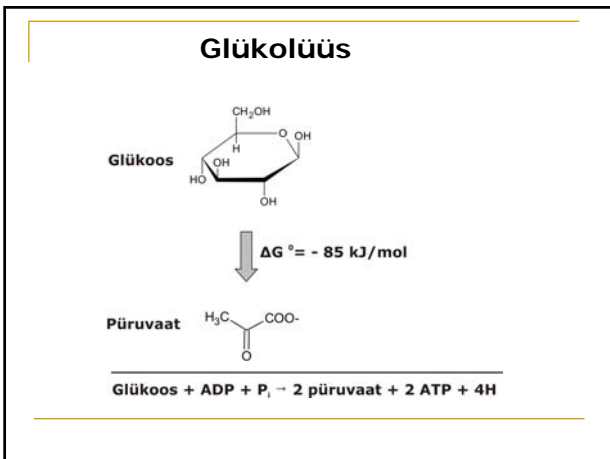 Glükolüüs
CH₂OH
O OH
H
Glükoos
OH
HO
OH
ΔG °= - 85 kJ/mol
Püruvaat
H₃C COO-
O
Glükoos + ADP + Pᵢ → 2 püruvaat + 2 ATP + 4H